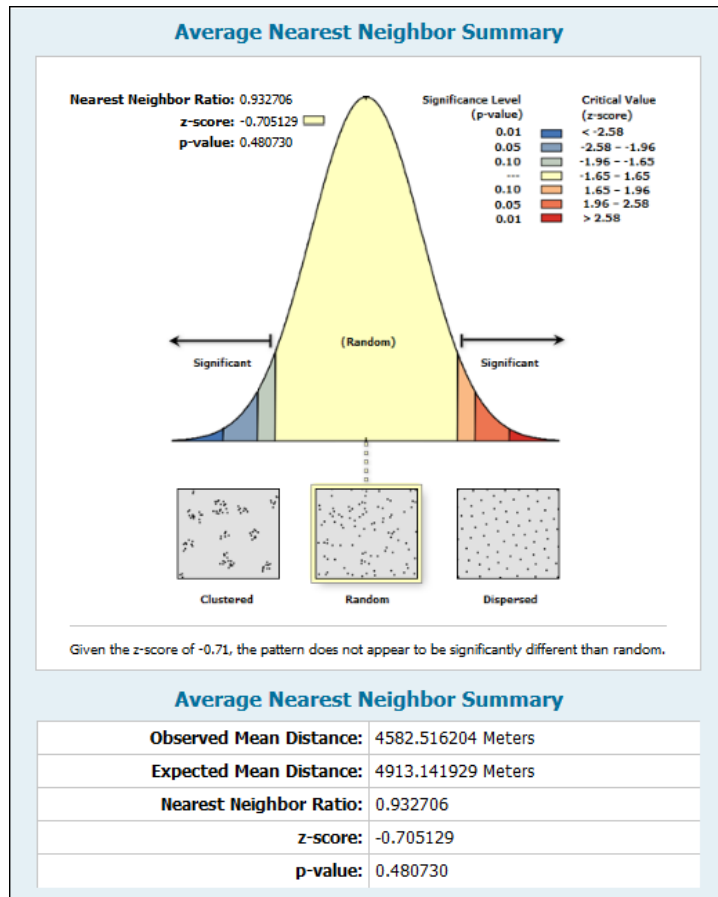 Average Nearest Neighbor Summary
Nearest Neighbor Ratio: 0.932706
z-score: -0.705129
p-value: 0.480730
Significance Level (p-value) Critical Value (z-score)
0.01 < -2.58
0.05 -2.58 - -1.96
0.10 -1.96 - -1.65
--- -1.65 - 1.65
0.10 1.65 - 1.96
0.05 1.96 - 2.58
0.01 > 2.58
(Random)
Significant Significant
Clustered Random Dispersed
Given the z-score of -0.71, the pattern does not appear to be significantly different than random.
Average Nearest Neighbor Summary
Observed Mean Distance: 4582.516204 Meters
Expected Mean Distance: 4913.141929 Meters
Nearest Neighbor Ratio: 0.932706
z-score: -0.705129
p-value: 0.480730